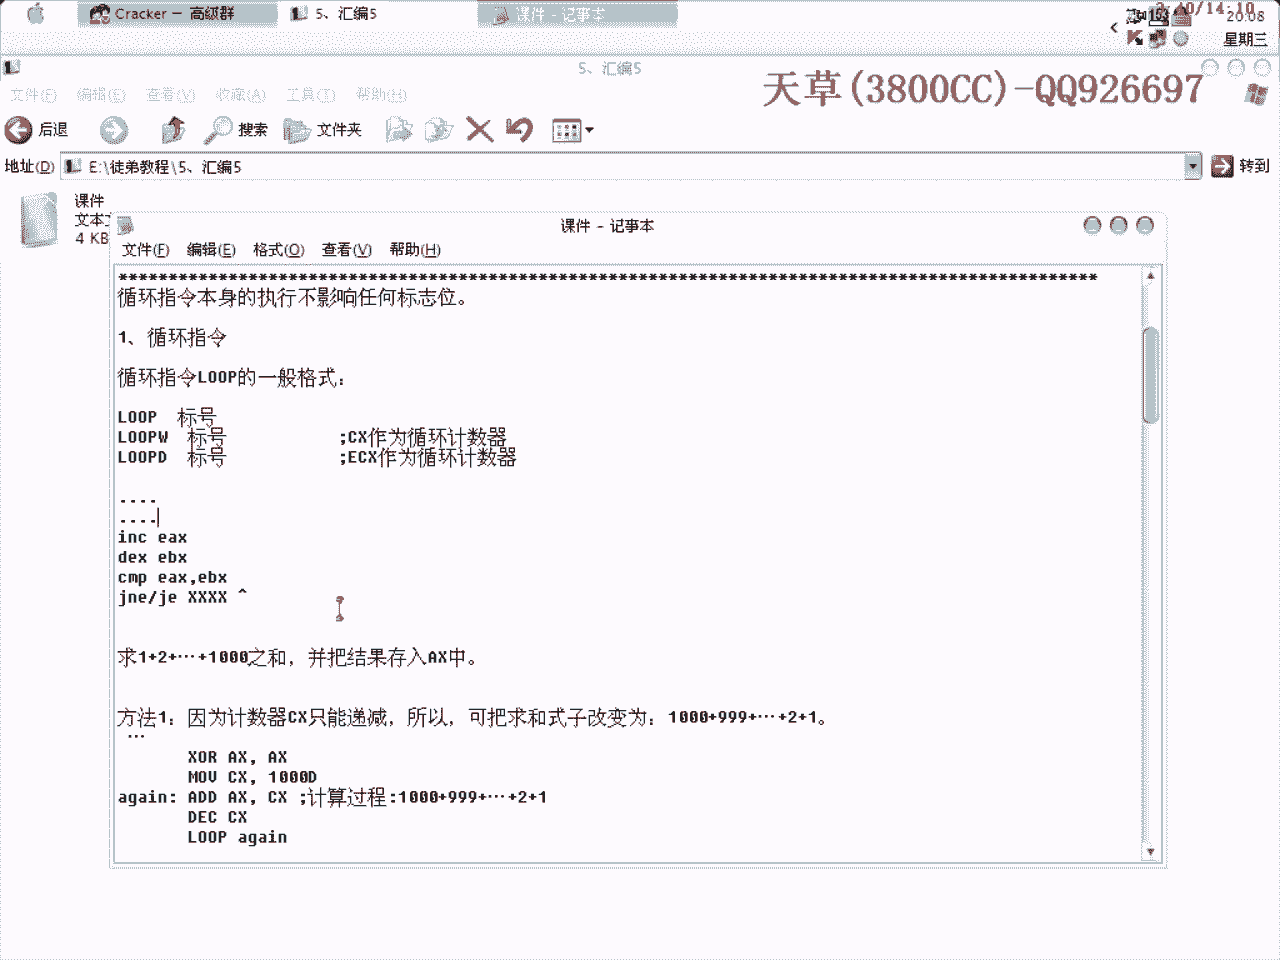 Cracker － 高级群
5、汇编5
课件 - 记事本
20:08
星期三
5、汇编5
文件(F) 编辑(E) 查看(V) 收藏(A) 工具(T) 帮助(H)
天草(3800CC)-QQ926697
后退
搜索
文件夹
地址(D)
E:\徒弟教程\5、汇编5
转到
课件
文本文
4 KB
课件 - 记事本
文件(F) 编辑(E) 格式(O) 查看(V) 帮助(H)
**************************************************************************************************
循环指令本身的执行不影响任何标志位。
1、循环指令
循环指令LOOP的一般格式：
LOOP 标号
LOOPW 标号 ;CX作为循环计数器
LOOPD 标号 ;ECX作为循环计数器
....
....
inc eax
dex ebx
cmp eax,ebx
jne/je XXXX ^
求1+2+…+1000之和，并把结果存入AX中。
方法1：因为计数器CX只能递减，所以，可把求和式子改变为：1000+999+…+2+1。
…
XOR AX, AX
MOV CX, 1000D
again: ADD AX, CX ;计算过程:1000+999+…+2+1
DEC CX
LOOP again